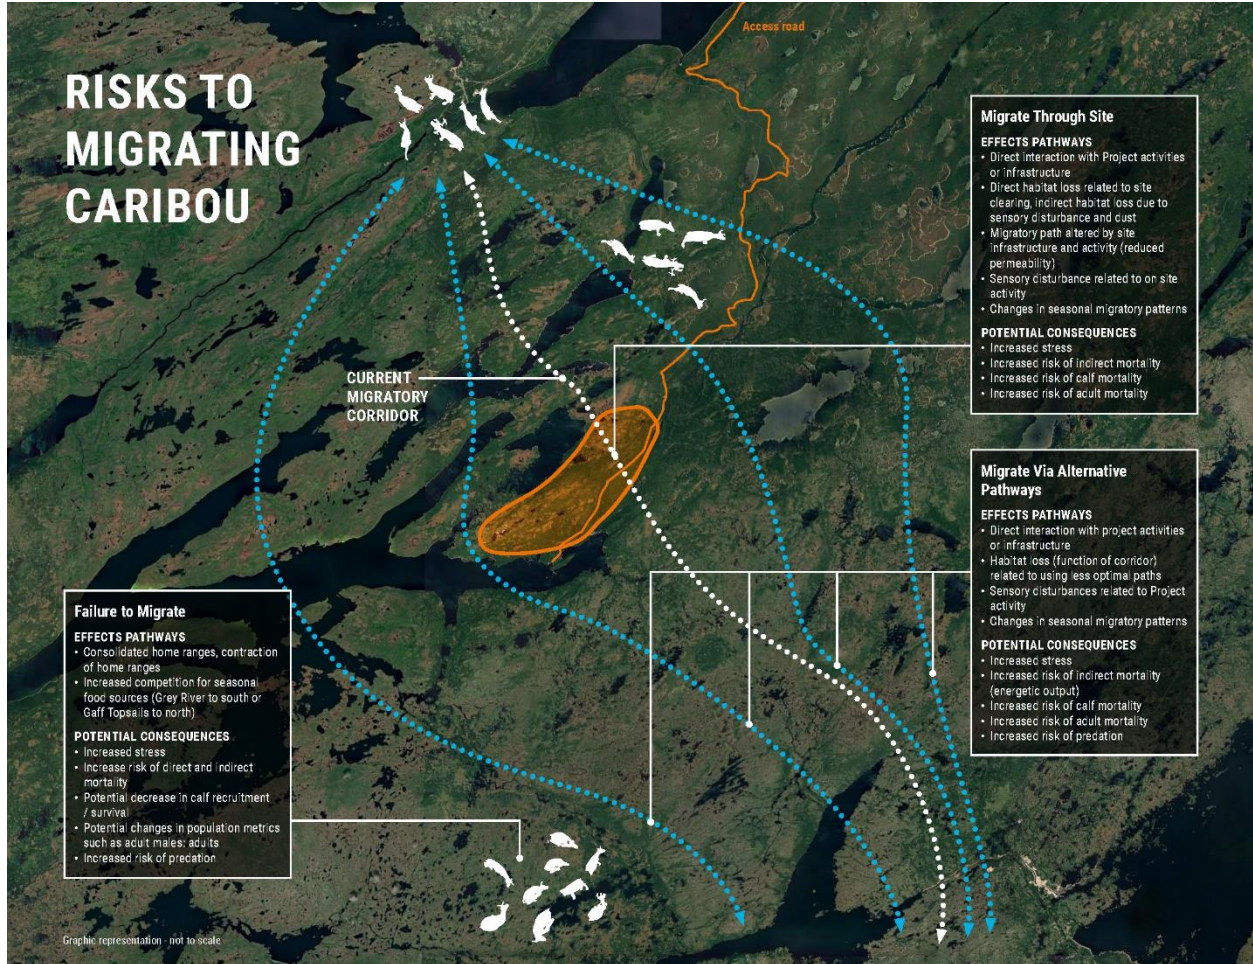 Access road
RISKS TO
MIGRATING
CARIBOU
CURRENT
MIGRATORY
CORRIDOR
Migrate Through Site
EFFECTS PATHWAYS
• Direct interaction with Project activities
or infrastructure
• Direct habitat loss related to site
clearing, indirect habitat loss due to
sensory disturbance and dust
• Migratory path altered by site
infrastructure and activity (reduced
permeability)
• Sensory disturbance related to on site
activity
• Changes in seasonal migratory patterns
POTENTIAL CONSEQUENCES
• Increased stress
• Increased risk of indirect mortality
• Increased risk of calf mortality
• Increased risk of adult mortality
Migrate Via Alternative
Pathways
EFFECTS PATHWAYS
• Direct interaction with project activities
or infrastructure
• Habitat loss (function of corridor)
related to using less optimal paths
• Sensory disturbances related to Project
activity
• Changes in seasonal migratory patterns
POTENTIAL CONSEQUENCES
• Increased stress
• Increased risk of indirect mortality
(energetic output)
• Increased risk of calf mortality
• Increased risk of adult mortality
• Increased risk of predation
Failure to Migrate
EFFECTS PATHWAYS
• Consolidated home ranges, contraction
of home ranges
• Increased competition for seasonal
food sources (Grey River to south or
Gaff Topsails to north)
POTENTIAL CONSEQUENCES
• Increased stress
• Increase risk of direct and indirect
mortality
• Potential decrease in calf recruitment
/ survival
• Potential changes in population metrics
such as adult males: adults
• Increased risk of predation
Graphic representation - not to scale